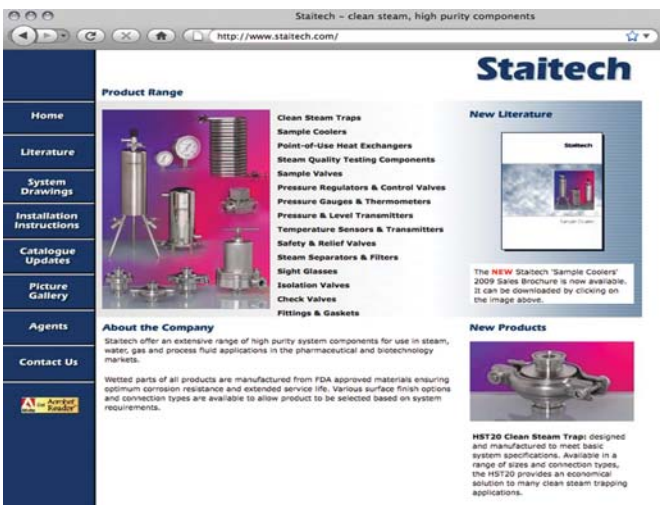 Staitech – clean steam, high purity components
http://www.staitech.com/
Staitech
Product Range
Home
Literature
System
Drawings
Installation
Instructions
Catalogue
Updates
Picture
Gallery
Agents
Contact Us
Get Acrobat
Reader
Adobe
Clean Steam Traps
Sample Coolers
Point-of-Use Heat Exchangers
Steam Quality Testing Components
Sample Valves
Pressure Regulators & Control Valves
Pressure Gauges & Thermometers
Pressure & Level Transmitters
Temperature Sensors & Transmitters
Safety & Relief Valves
Steam Separators & Filters
Sight Glasses
Isolation Valves
Check Valves
Fittings & Gaskets
New Literature
Staitech
Sample Coolers
The NEW Staitech 'Sample Coolers'
2009 Sales Brochure is now available.
It can be downloaded by clicking on
the image above.
About the Company
Staitech offer an extensive range of high purity system components for use in steam,
water, gas and process fluid applications in the pharmaceutical and biotechnology
markets.
Wetted parts of all products are manufactured from FDA approved materials ensuring
optimum corrosion resistance and extended service life. Various surface finish options
and connection types are available to allow product to be selected based on system
requirements.
New Products
HST20 Clean Steam Trap: designed
and manufactured to meet basic
system specifications. Available in a
range of sizes and connection types,
the HST20 provides an economical
solution to many clean steam trapping
applications.